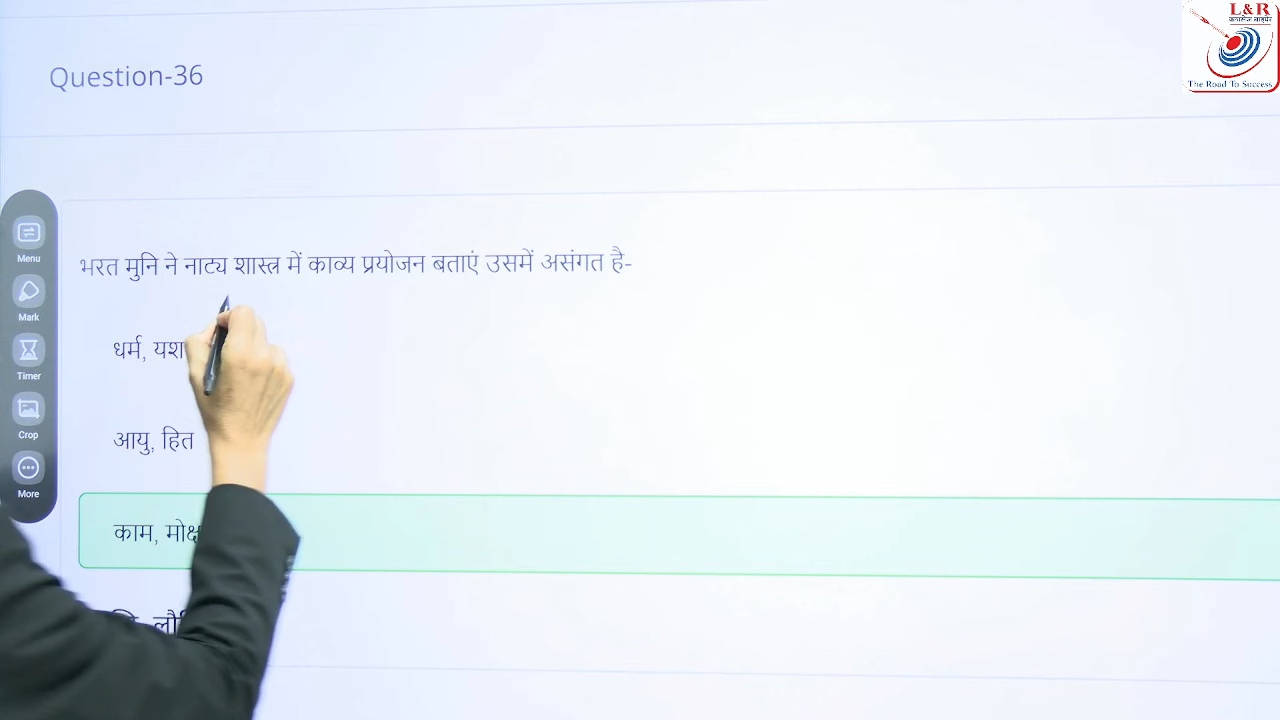 L&R
The Road To Success
Question-36
Menu
Mark
Timer
Crop
More
भरत मुनि ने नाट्य शास्त्र में काव्य प्रयोजन बताएं उसमें असंगत है-
धर्म, यश
आयु, हित
काम, मोक्ष